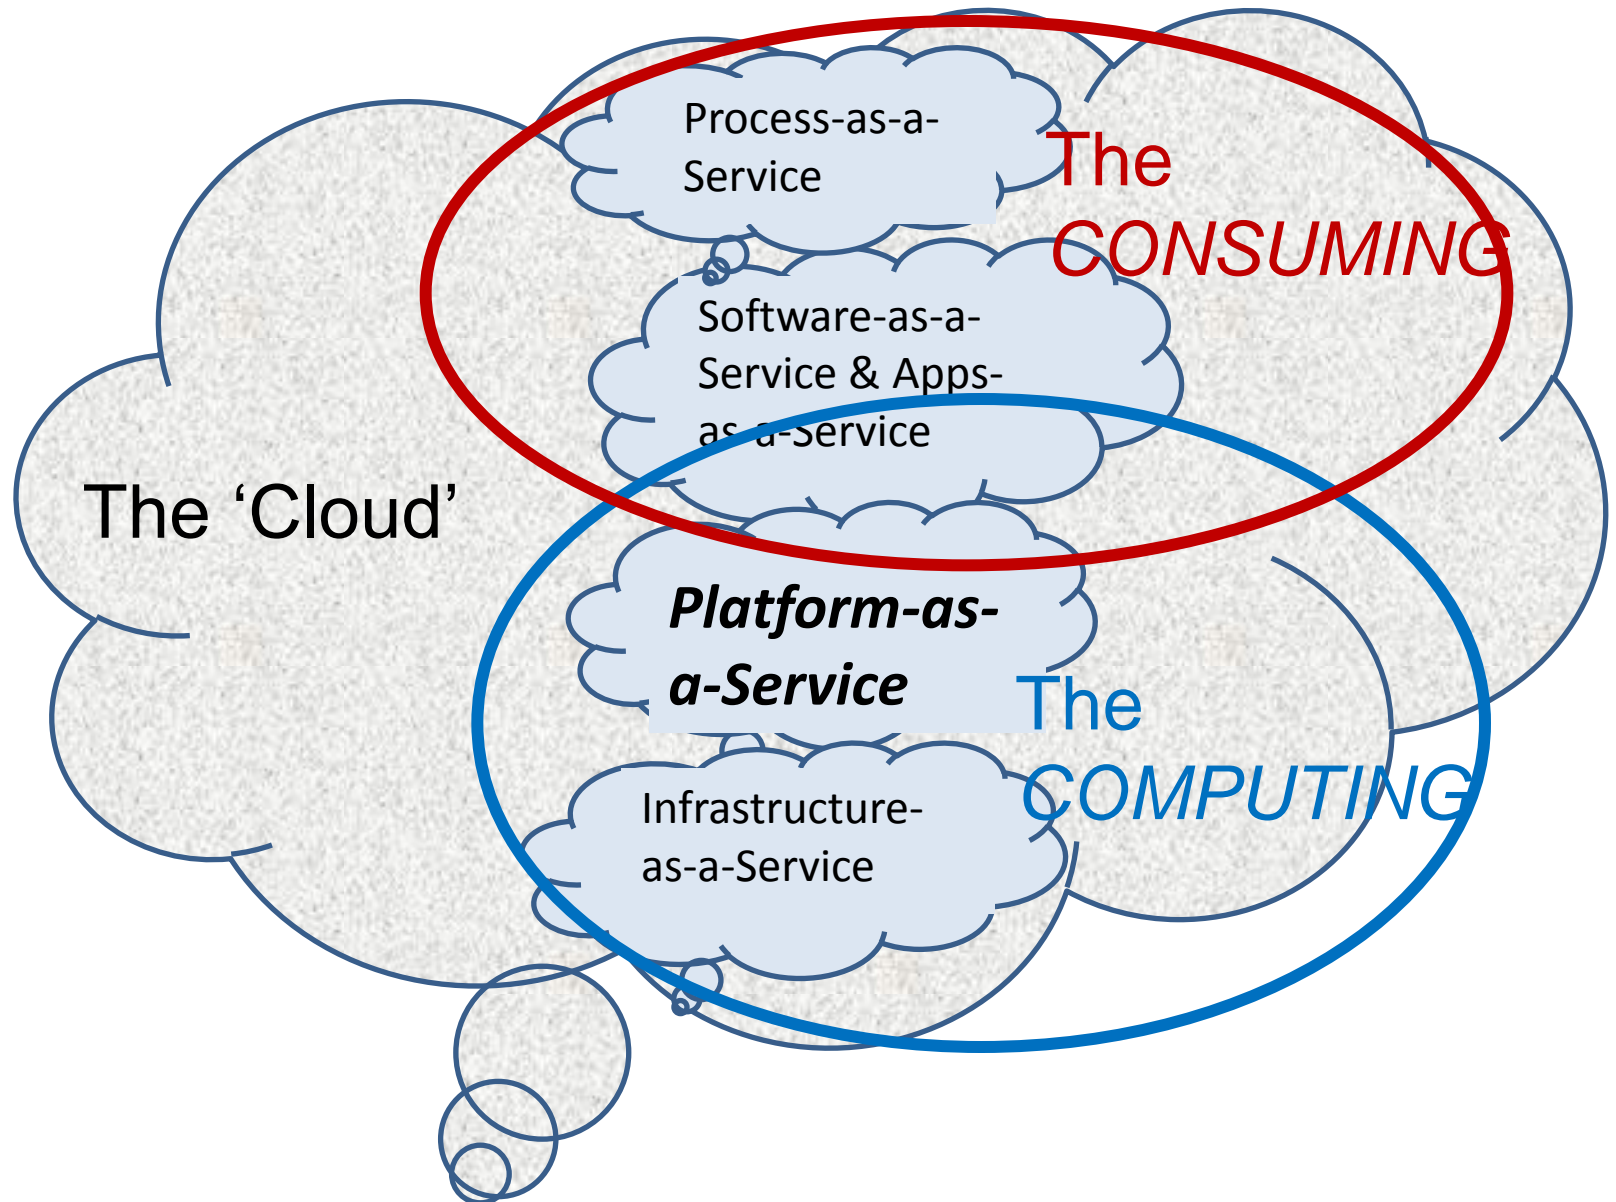 Process-as-a-
Service
The
CONSUMING
Software-as-a-
Service & Apps-
as-a-Service
The ‘Cloud’
Platform-as-
a-Service
The
COMPUTING
Infrastructure-
as-a-Service